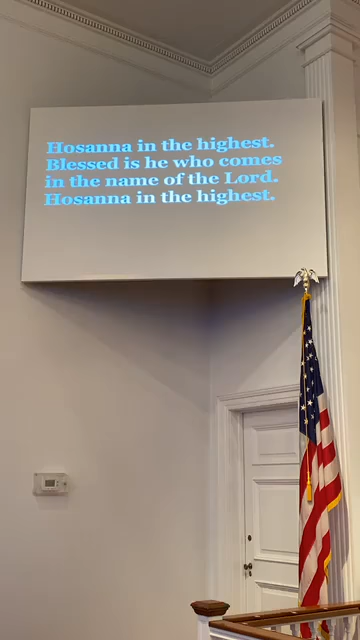 Hosanna in the highest.
Blessed is he who comes
in the name of the Lord.
Hosanna in the highest.